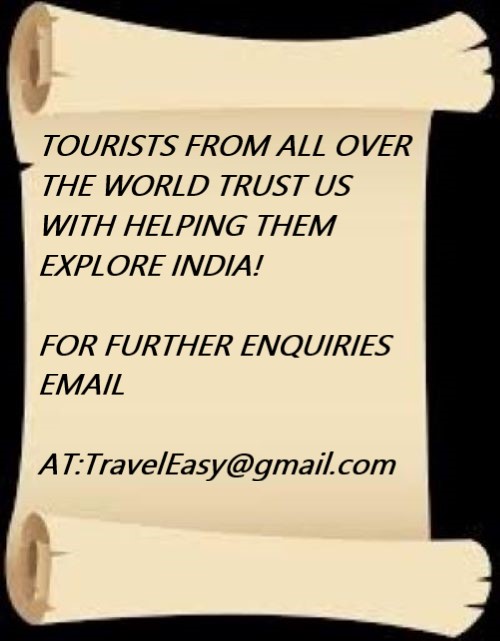 TOURISTS FROM ALL OVER
THE WORLD TRUST US
WITH HELPING THEM
EXPLORE INDIA!
FOR FURTHER ENQUIRIES
EMAIL
AT:TravelEasy@gmail.com